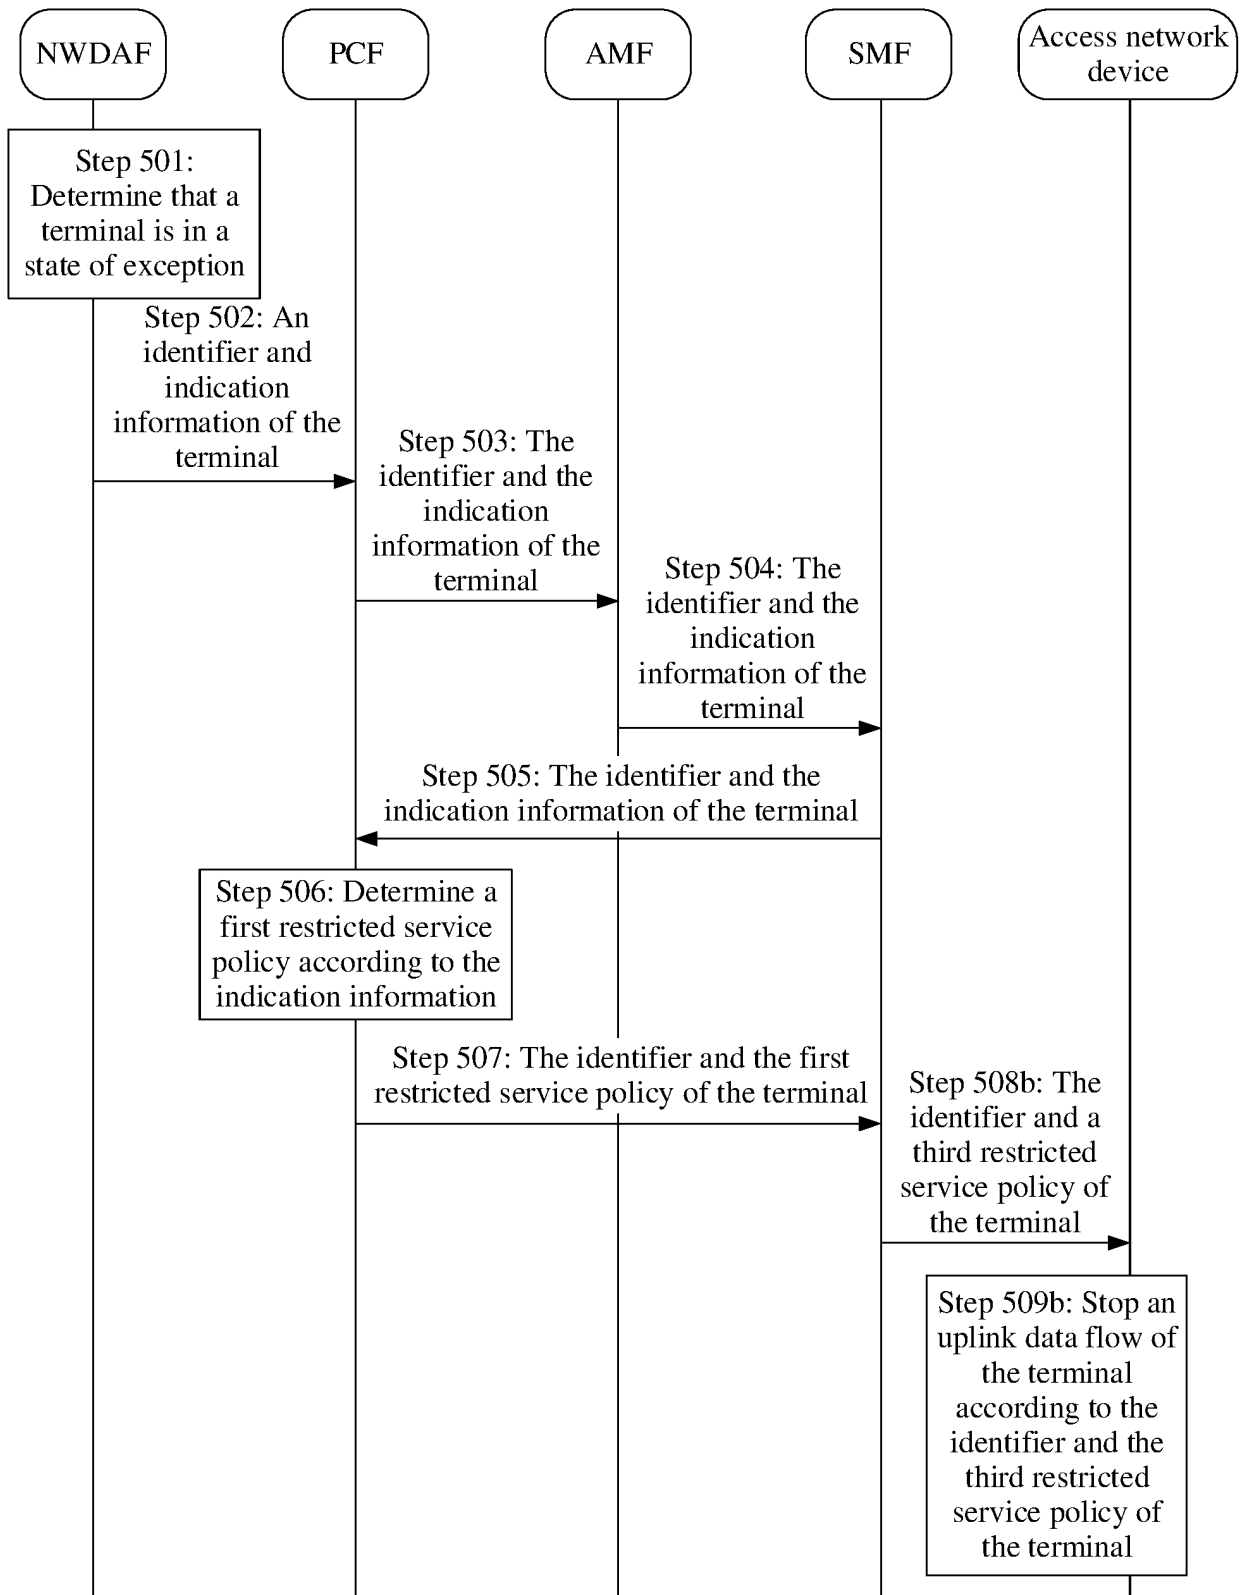 NWDAF
PCF
AMF
SMF
Access network
device
Step 501:
Determine that a
terminal is in a
state of exception
Step 502: An
identifier and
indication
information of the
terminal
Step 503: The
identifier and the
indication
information of the
terminal
Step 504: The
identifier and the
indication
information of the
terminal
Step 505: The identifier and the
indication information of the terminal
Step 506: Determine a
first restricted service
policy according to the
indication information
Step 507: The identifier and the first
restricted service policy of the terminal
Step 508b: The
identifier and a
third restricted
service policy of
the terminal
Step 509b: Stop an
uplink data flow of
the terminal
according to the
identifier and the
third restricted
service policy of
the terminal